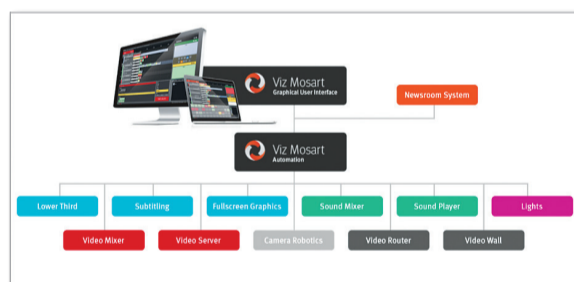 Viz Mosart
Graphical User Interface
Newsroom System
Viz Mosart
Automation
Lower Third
Subtitling
Fullscreen Graphics
Sound Mixer
Sound Player
Lights
Video Mixer
Video Server
Camera Robotics
Video Router
Video Wall